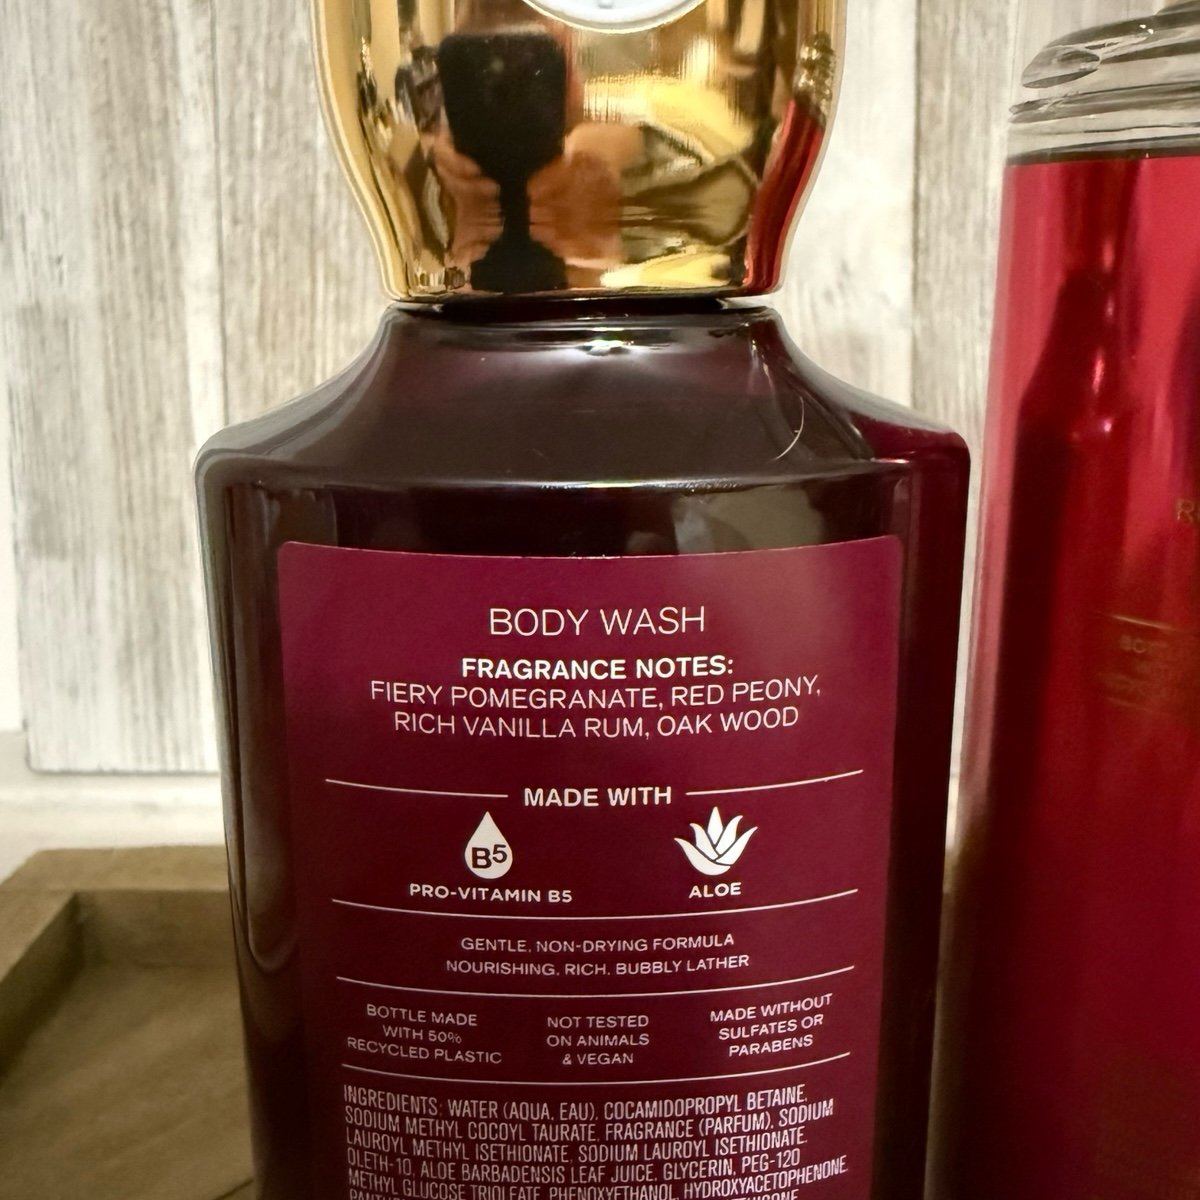 BODY WASH
FRAGRANCE NOTES:
FIERY POMEGRANATE, RED PEONY,
RICH VANILLA RUM, OAK WOOD
MADE WITH
B5
PRO-VITAMIN B5
ALOE
GENTLE, NON-DRYING FORMULA
NOURISHING, RICH, BUBBLY LATHER
BOTTLE MADE
WITH 50%
RECYCLED PLASTIC
NOT TESTED
ON ANIMALS
& VEGAN
MADE WITHOUT
SULFATES OR
PARABENS
INGREDIENTS: WATER (AQUA, EAU), COCAMIDOPROPYL BETAINE,
SODIUM METHYL COCOYL TAURATE, FRAGRANCE (PARFUM), SODIUM
LAUROYL METHYL ISETHIONATE, SODIUM LAUROYL ISETHIONATE,
OLETH-10, ALOE BARBADENSIS LEAF JUICE, GLYCERIN, PEG-120
METHYL GLUCOSE TRIOLEATE, PHENOXYETHANOL, HYDROXYACETOPHENONE,